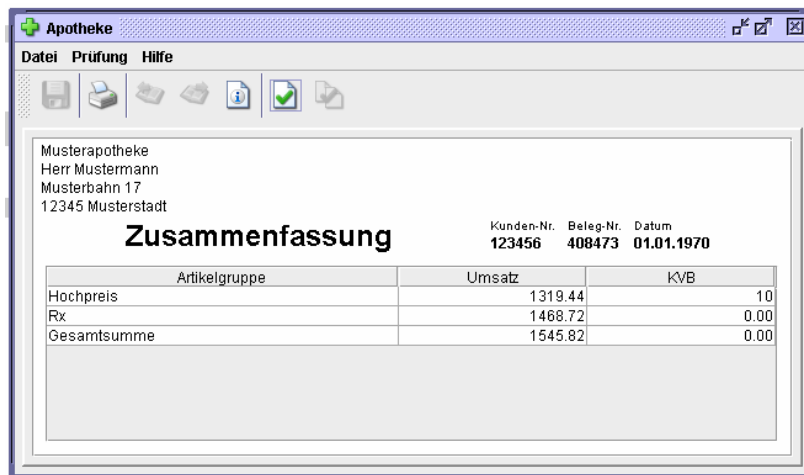 Apotheke
Datei Prüfung Hilfe
Musterapotheke
Herr Mustermann
Musterbahn 17
12345 Musterstadt
Zusammenfassung
Kunden-Nr. Beleg-Nr. Datum
123456 408473 01.01.1970
Artikelgruppe Umsatz KVB
Hochpreis 1319.44 10
Rx 1468.72 0.00
Gesamtsumme 1545.82 0.00